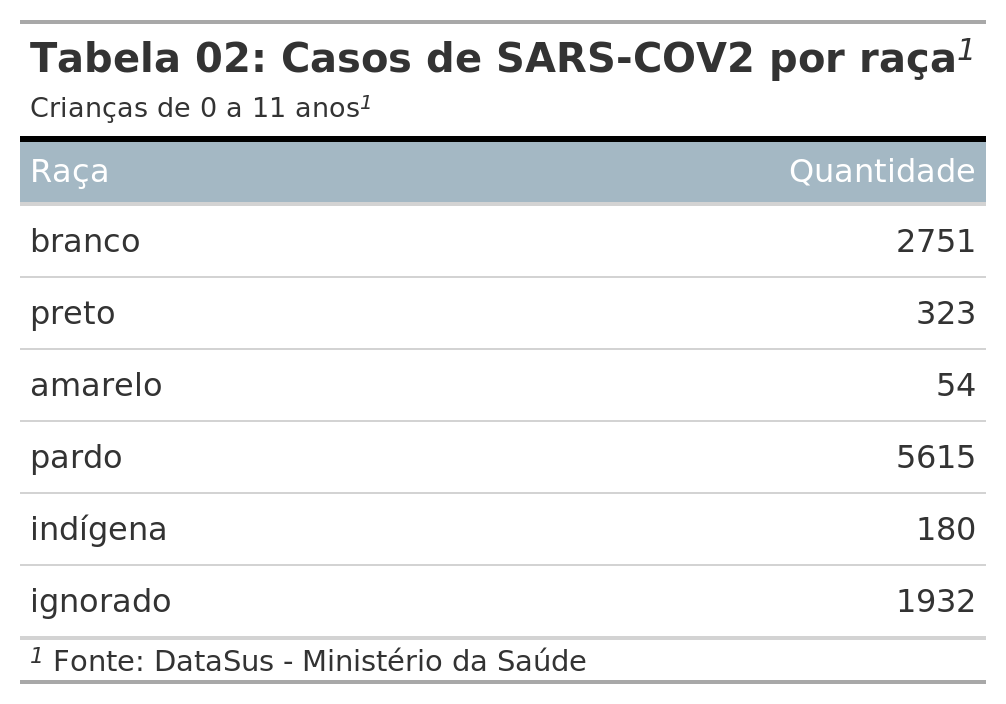 Tabela 02: Casos de SARS-COV2 por raça¹
Crianças de 0 a 11 anos¹
Raça Quantidade
branco 2751
preto 323
amarelo 54
pardo 5615
indígena 180
ignorado 1932
¹ Fonte: DataSus - Ministério da Saúde